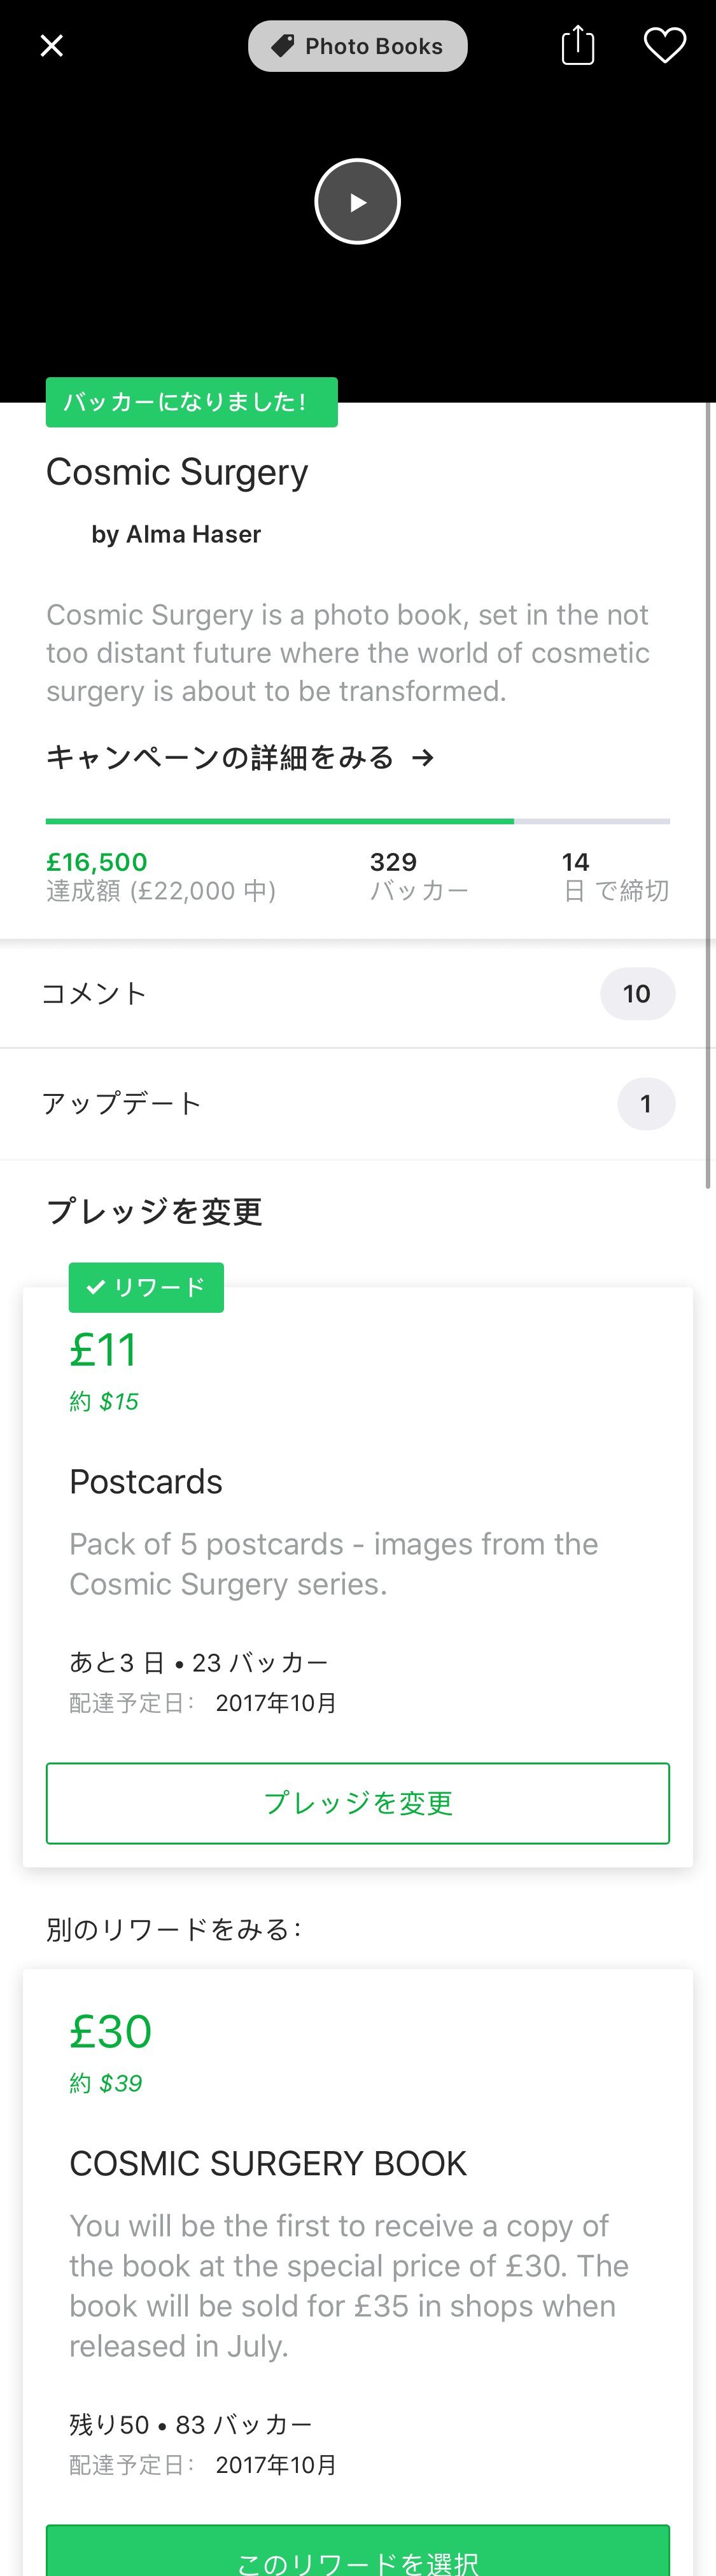 Photo Books
バッカーになりました!
Cosmic Surgery
by Alma Haser
Cosmic Surgery is a photo book, set in the not
too distant future where the world of cosmetic
surgery is about to be transformed.
キャンペーンの詳細をみる →
£16,500
達成額 (£22,000 中)
329
バッカー
14
日 で締切
コメント
10
アップデート
1
プレッジを変更
✓ リワード
£11
約 $15
Postcards
Pack of 5 postcards - images from the
Cosmic Surgery series.
あと3 日 • 23 バッカー
配達予定日: 2017年10月
プレッジを変更
別のリワードをみる:
£30
約 $39
COSMIC SURGERY BOOK
You will be the first to receive a copy of
the book at the special price of £30. The
book will be sold for £35 in shops when
released in July.
残り50 • 83 バッカー
配達予定日: 2017年10月
このリワードを選択